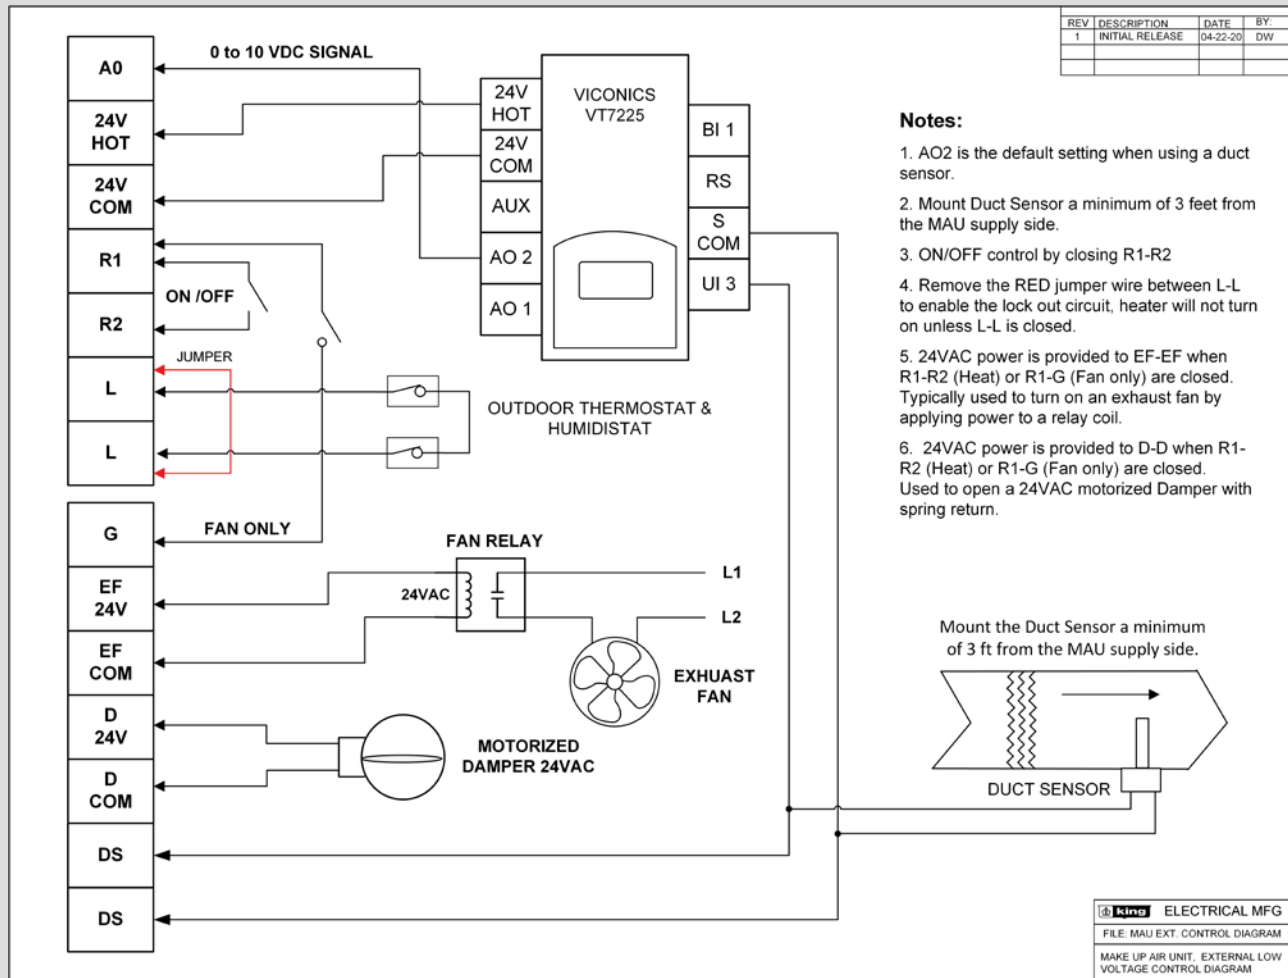 REV DESCRIPTION DATE BY:
1 INITIAL RELEASE 04-22-20 DW
A0
24V
HOT
24V
COM
R1
R2
L
L
0 to 10 VDC SIGNAL
ON /OFF
JUMPER
24V
HOT
24V
COM
AUX
AO 2
AO 1
VICONICS
VT7225
BI 1
RS
S
COM
UI 3
OUTDOOR THERMOSTAT &
HUMIDISTAT
Notes:
1. AO2 is the default setting when using a duct
sensor.
2. Mount Duct Sensor a minimum of 3 feet from
the MAU supply side.
3. ON/OFF control by closing R1-R2
4. Remove the RED jumper wire between L-L
to enable the lock out circuit, heater will not turn
on unless L-L is closed.
5. 24VAC power is provided to EF-EF when
R1-R2 (Heat) or R1-G (Fan only) are closed.
Typically used to turn on an exhaust fan by
applying power to a relay coil.
6. 24VAC power is provided to D-D when R1-
R2 (Heat) or R1-G (Fan only) are closed.
Used to open a 24VAC motorized Damper with
spring return.
G
EF
24V
EF
COM
D
24V
D
COM
DS
DS
FAN ONLY
FAN RELAY
24VAC
L1
L2
EXHUAST
FAN
MOTORIZED
DAMPER 24VAC
Mount the Duct Sensor a minimum
of 3 ft from the MAU supply side.
DUCT SENSOR
king ELECTRICAL MFG
FILE: MAU EXT. CONTROL DIAGRAM
MAKE UP AIR UNIT, EXTERNAL LOW
VOLTAGE CONTROL DIAGRAM